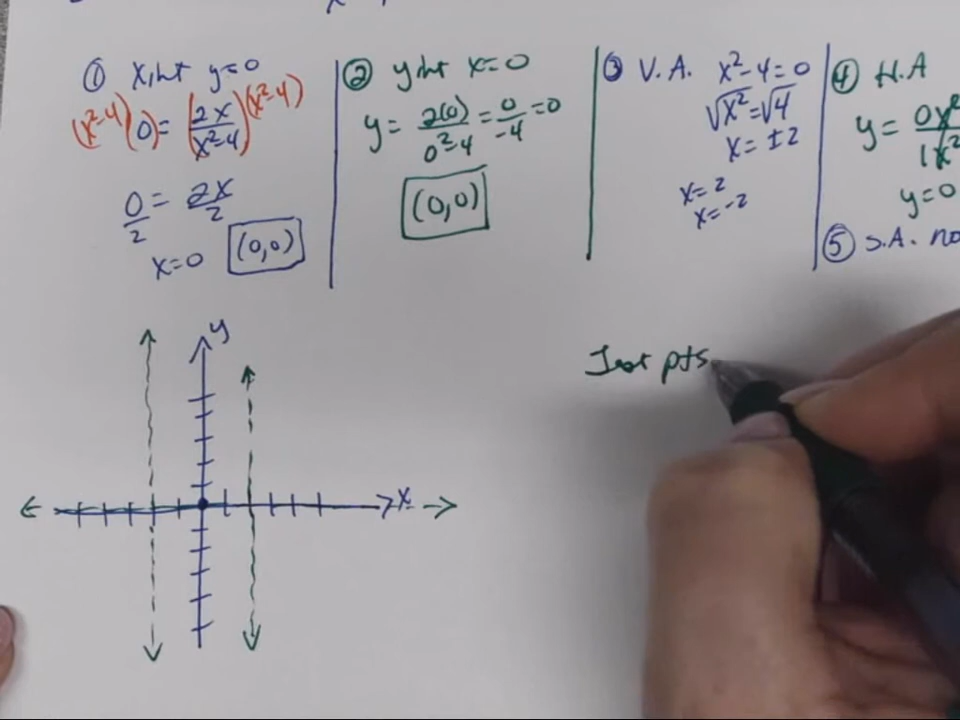 ① x,int y=0
(x²-4)(0)=(2x/x²-4)(x²-4)
0/2=2x/2
x=0 (0,0)
② yint x=0
y=2(0)/0²-4=0/-4=0
(0,0)
③ V.A. x²-4=0
√x²=√4
x=±2
x=2
x=-2
④ H.A
y=0x²/1x²
y=0
⑤ S.A. no
y
x
Test pts